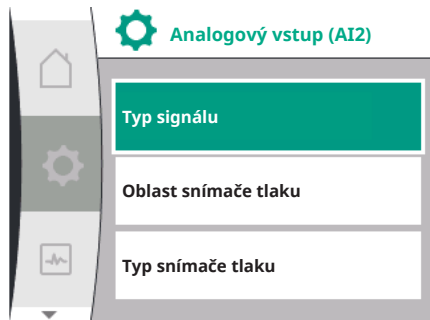 Analogový vstup (AI2)
Typ signálu
Oblast snímače tlaku
Typ snímače tlaku